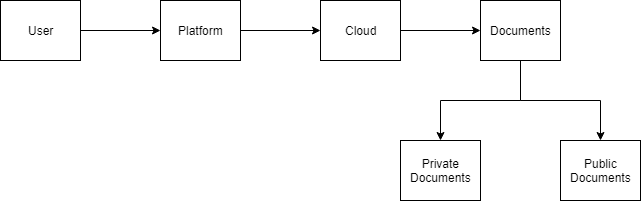 User
Platform
Cloud
Documents
Private
Documents
Public
Documents